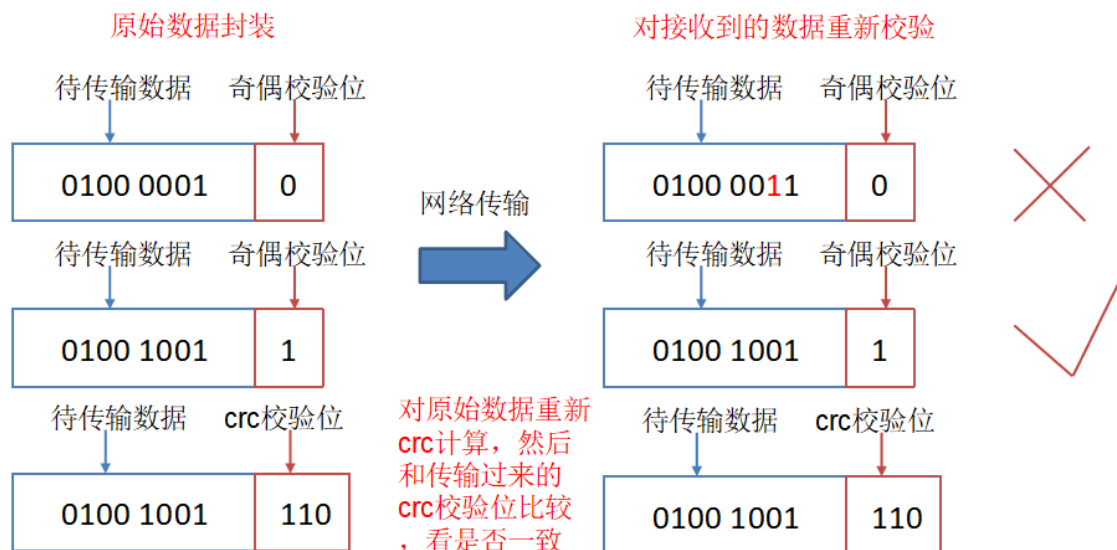 原始数据封装
对接收到的数据重新校验
待传输数据 奇偶校验位
待传输数据 奇偶校验位
0100 0001 0
0100 0011 0
网络传输
待传输数据 奇偶校验位
待传输数据 奇偶校验位
0100 1001 1
0100 1001 1
待传输数据 crc校验位
对原始数据重新
crc计算，然后
和传输过来的
crc校验位比较
，看是否一致
待传输数据 crc校验位
0100 1001 110
0100 1001 110